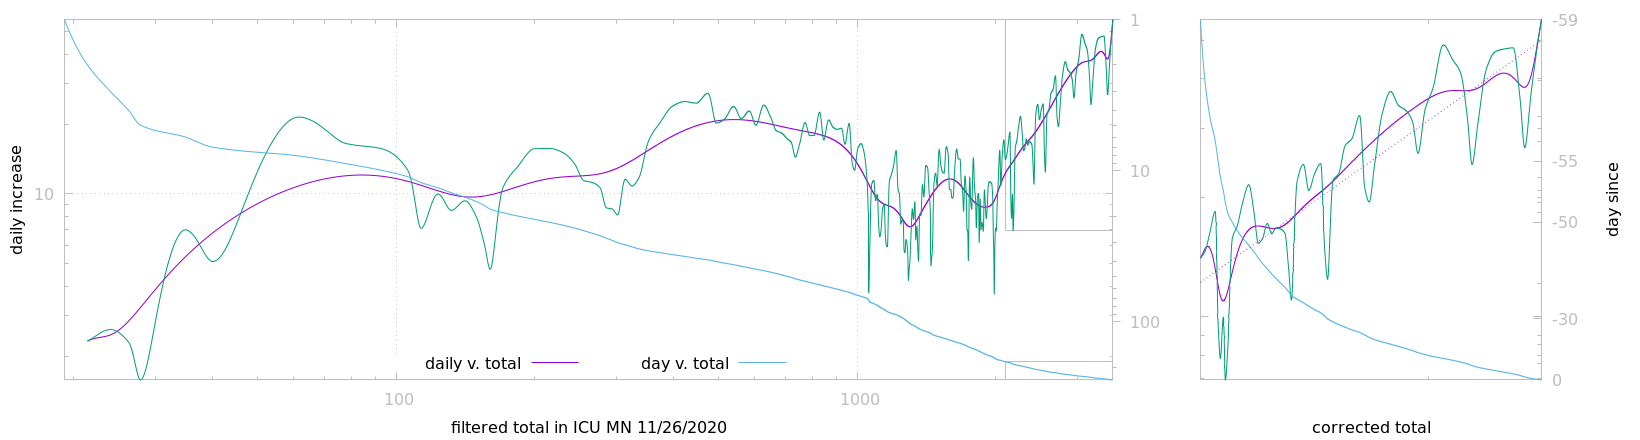 daily increase
10
100
1000
daily v. total
day v. total
filtered total in ICU MN 11/26/2020
1
10
100
-59
-55
-50
-30
0
day since
corrected total